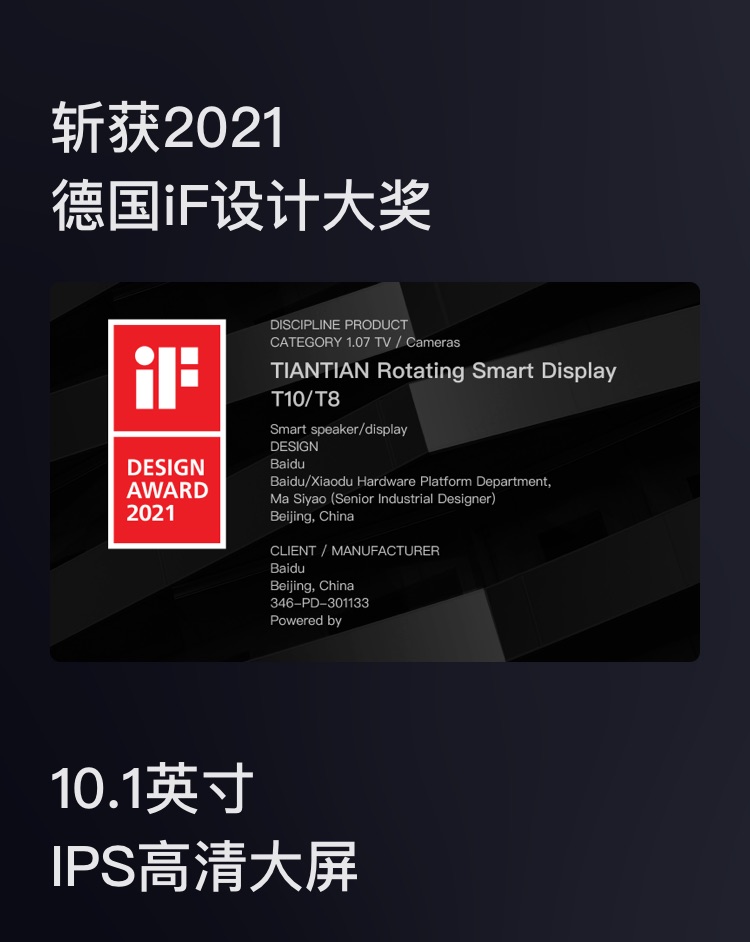 斩获2021
德国iF设计大奖
iF
DESIGN
AWARD
2021
DISCIPLINE PRODUCT
CATEGORY 1.07 TV / Cameras
TIANTIAN Rotating Smart Display
T10/T8
Smart speaker/display
DESIGN
Baidu
Baidu/Xiaodu Hardware Platform Department,
Ma Siyao (Senior Industrial Designer)
Beijing, China
CLIENT / MANUFACTURER
Baidu
Beijing, China
346-PD-301133
Powered by
10.1英寸
IPS高清大屏